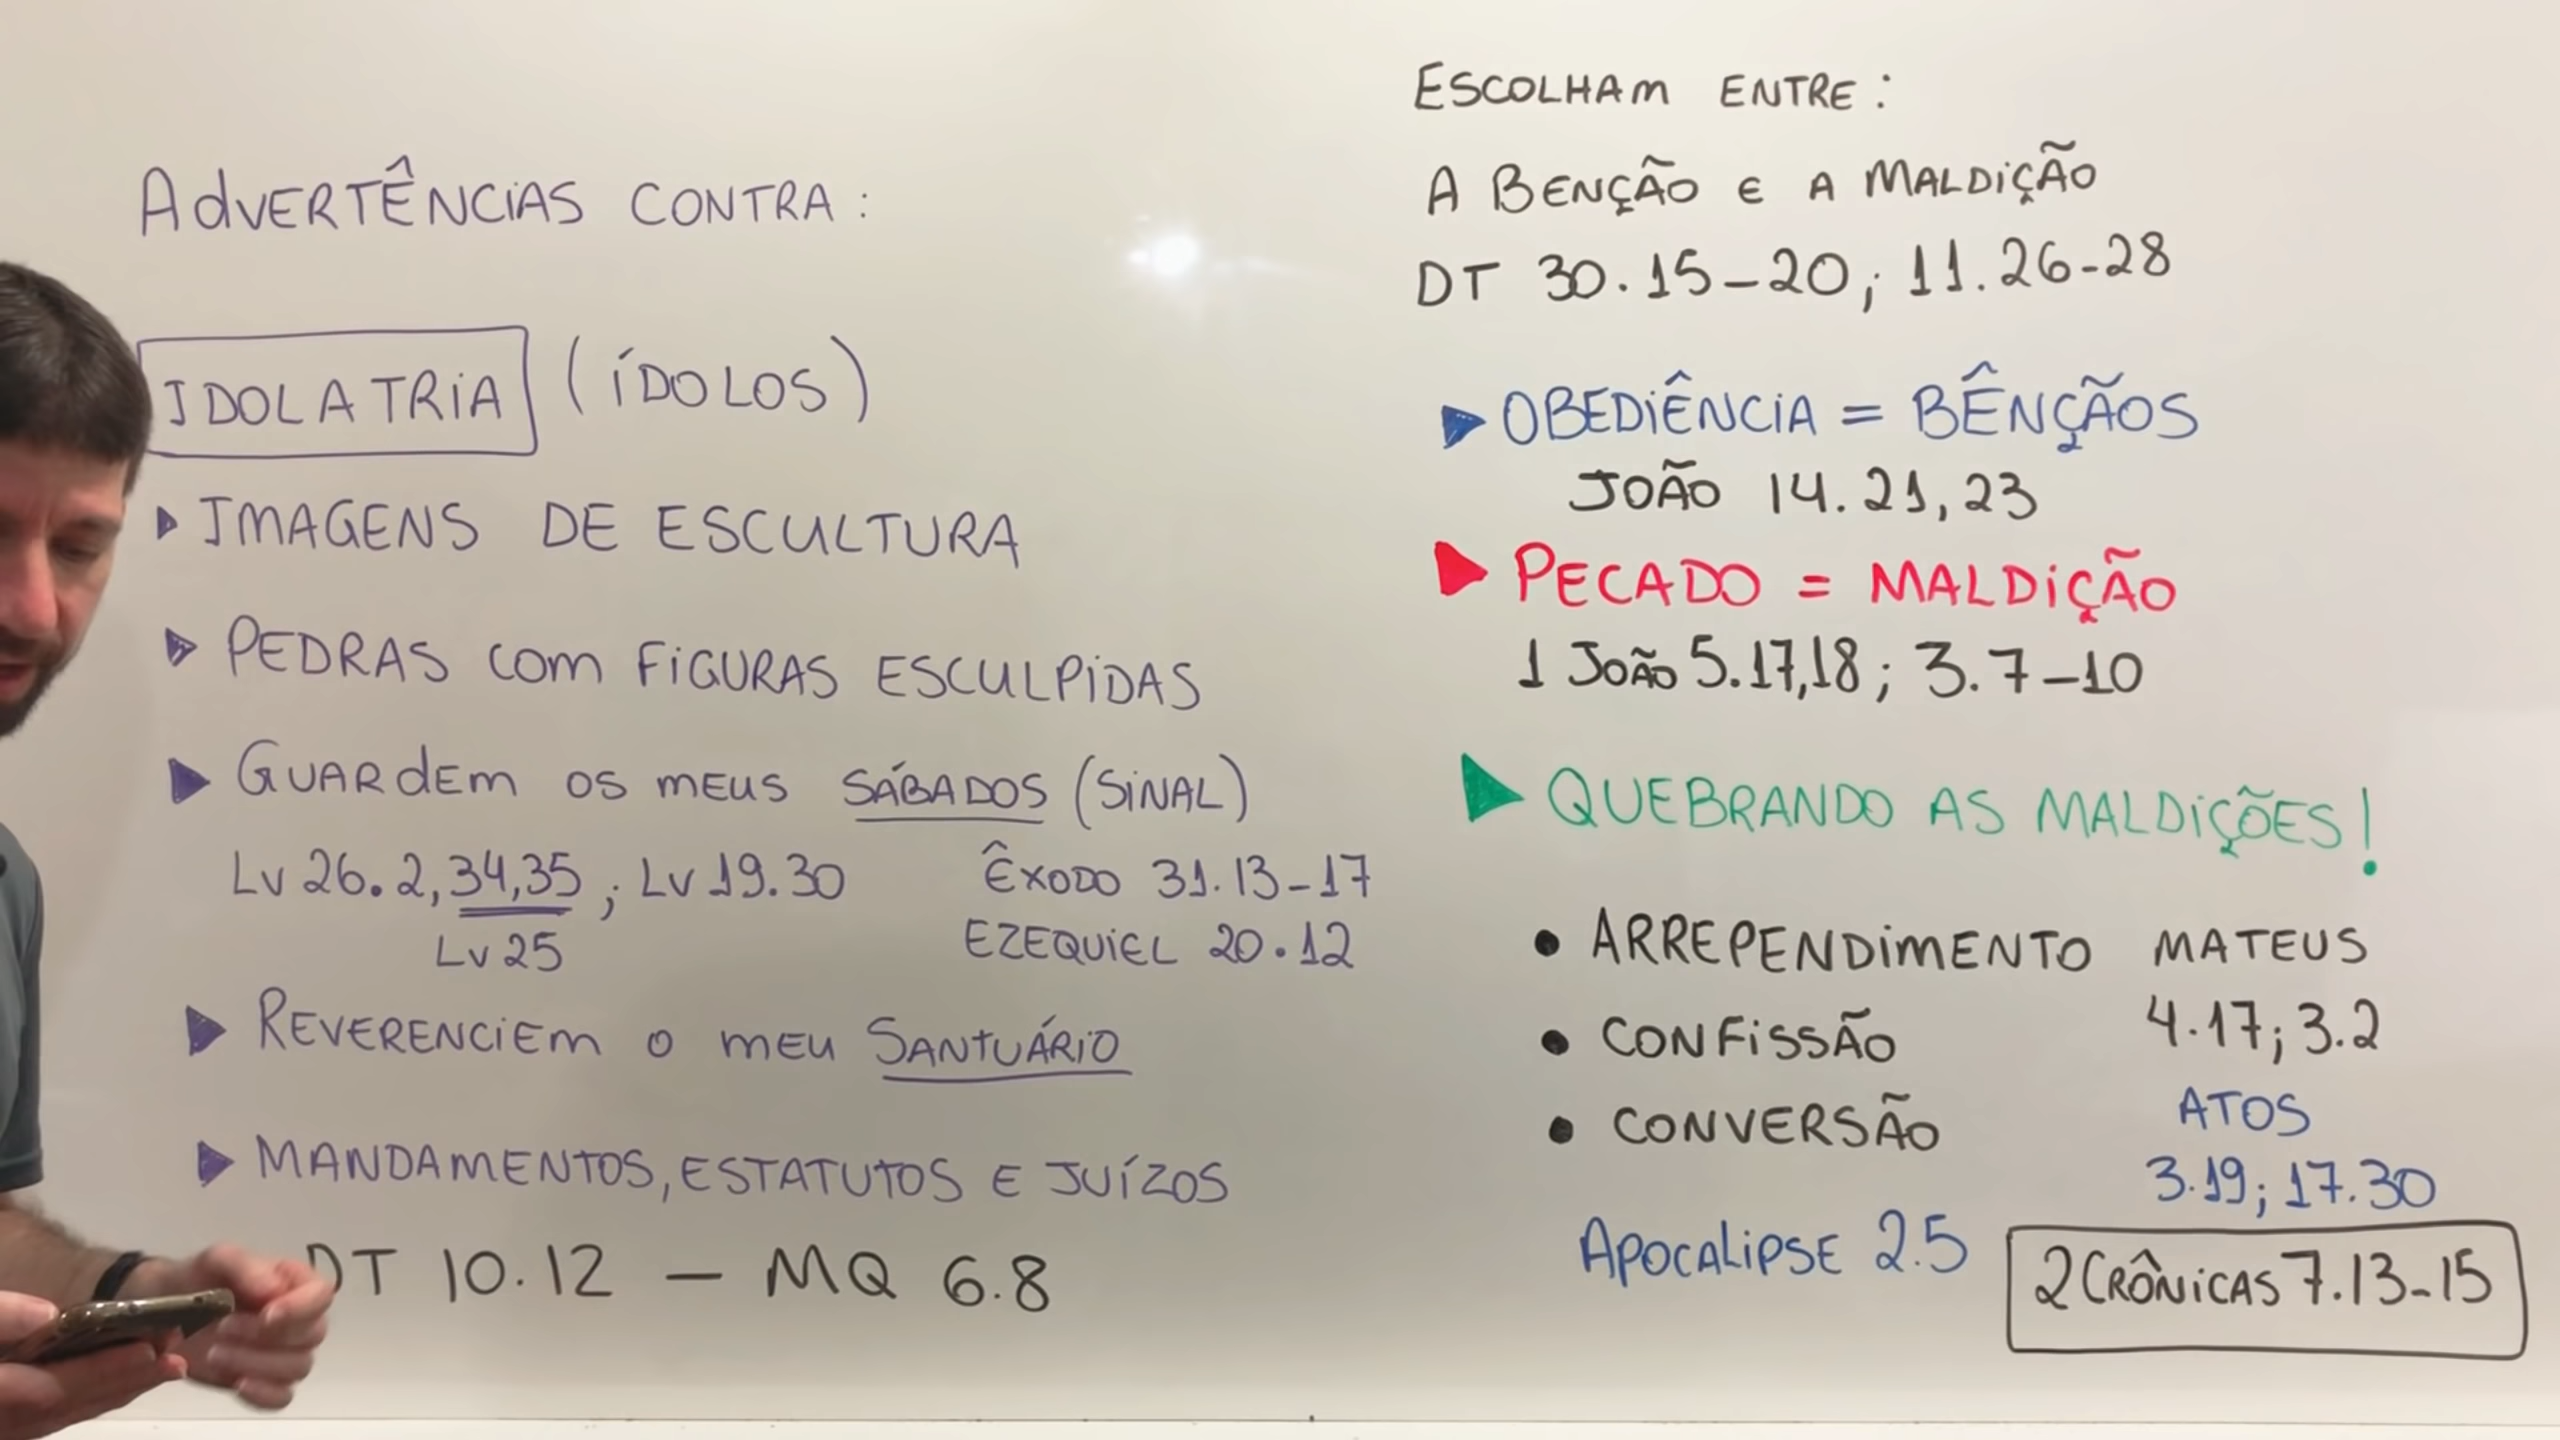 ADVERTÊNCIAS CONTRA:
IDOLATRIA (ÍDOLOS)
IMAGENS DE ESCULTURA
PEDRAS COM FIGURAS ESCULPIDAS
GUARDEM OS MEUS SÁBADOS (SINAL)
LV 26.2,34,35; LV 19.30 ÊXODO 31.13-17
LV 25 EZEQUIEL 20.12
REVERENCIEM O MEU SANTUÁRIO
MANDAMENTOS, ESTATUTOS E JUÍZOS
DT 10.12 — MQ 6.8
ESCOLHAM ENTRE:
A BENÇÃO E A MALDIÇÃO
DT 30.15-20; 11.26-28
OBEDIÊNCIA = BÊNÇÃOS
JOÃO 14.21,23
PECADO = MALDIÇÃO
1 JOÃO 5.17,18; 3.7-10
QUEBRANDO AS MALDIÇÕES!
• ARREPENDIMENTO MATEUS
• CONFISSÃO 4.17; 3.2
• CONVERSÃO ATOS
3.19; 17.30
APOCALIPSE 2.5 2 CRÔNICAS 7.13-15